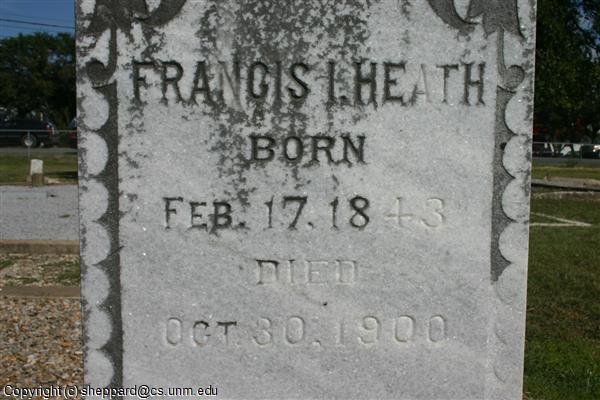 FRANCIS I. HEATH
BORN
FEB. 17. 1843
DIED
OCT. 30. 1900
Copyright (c) sheppard@cs.unm.edu